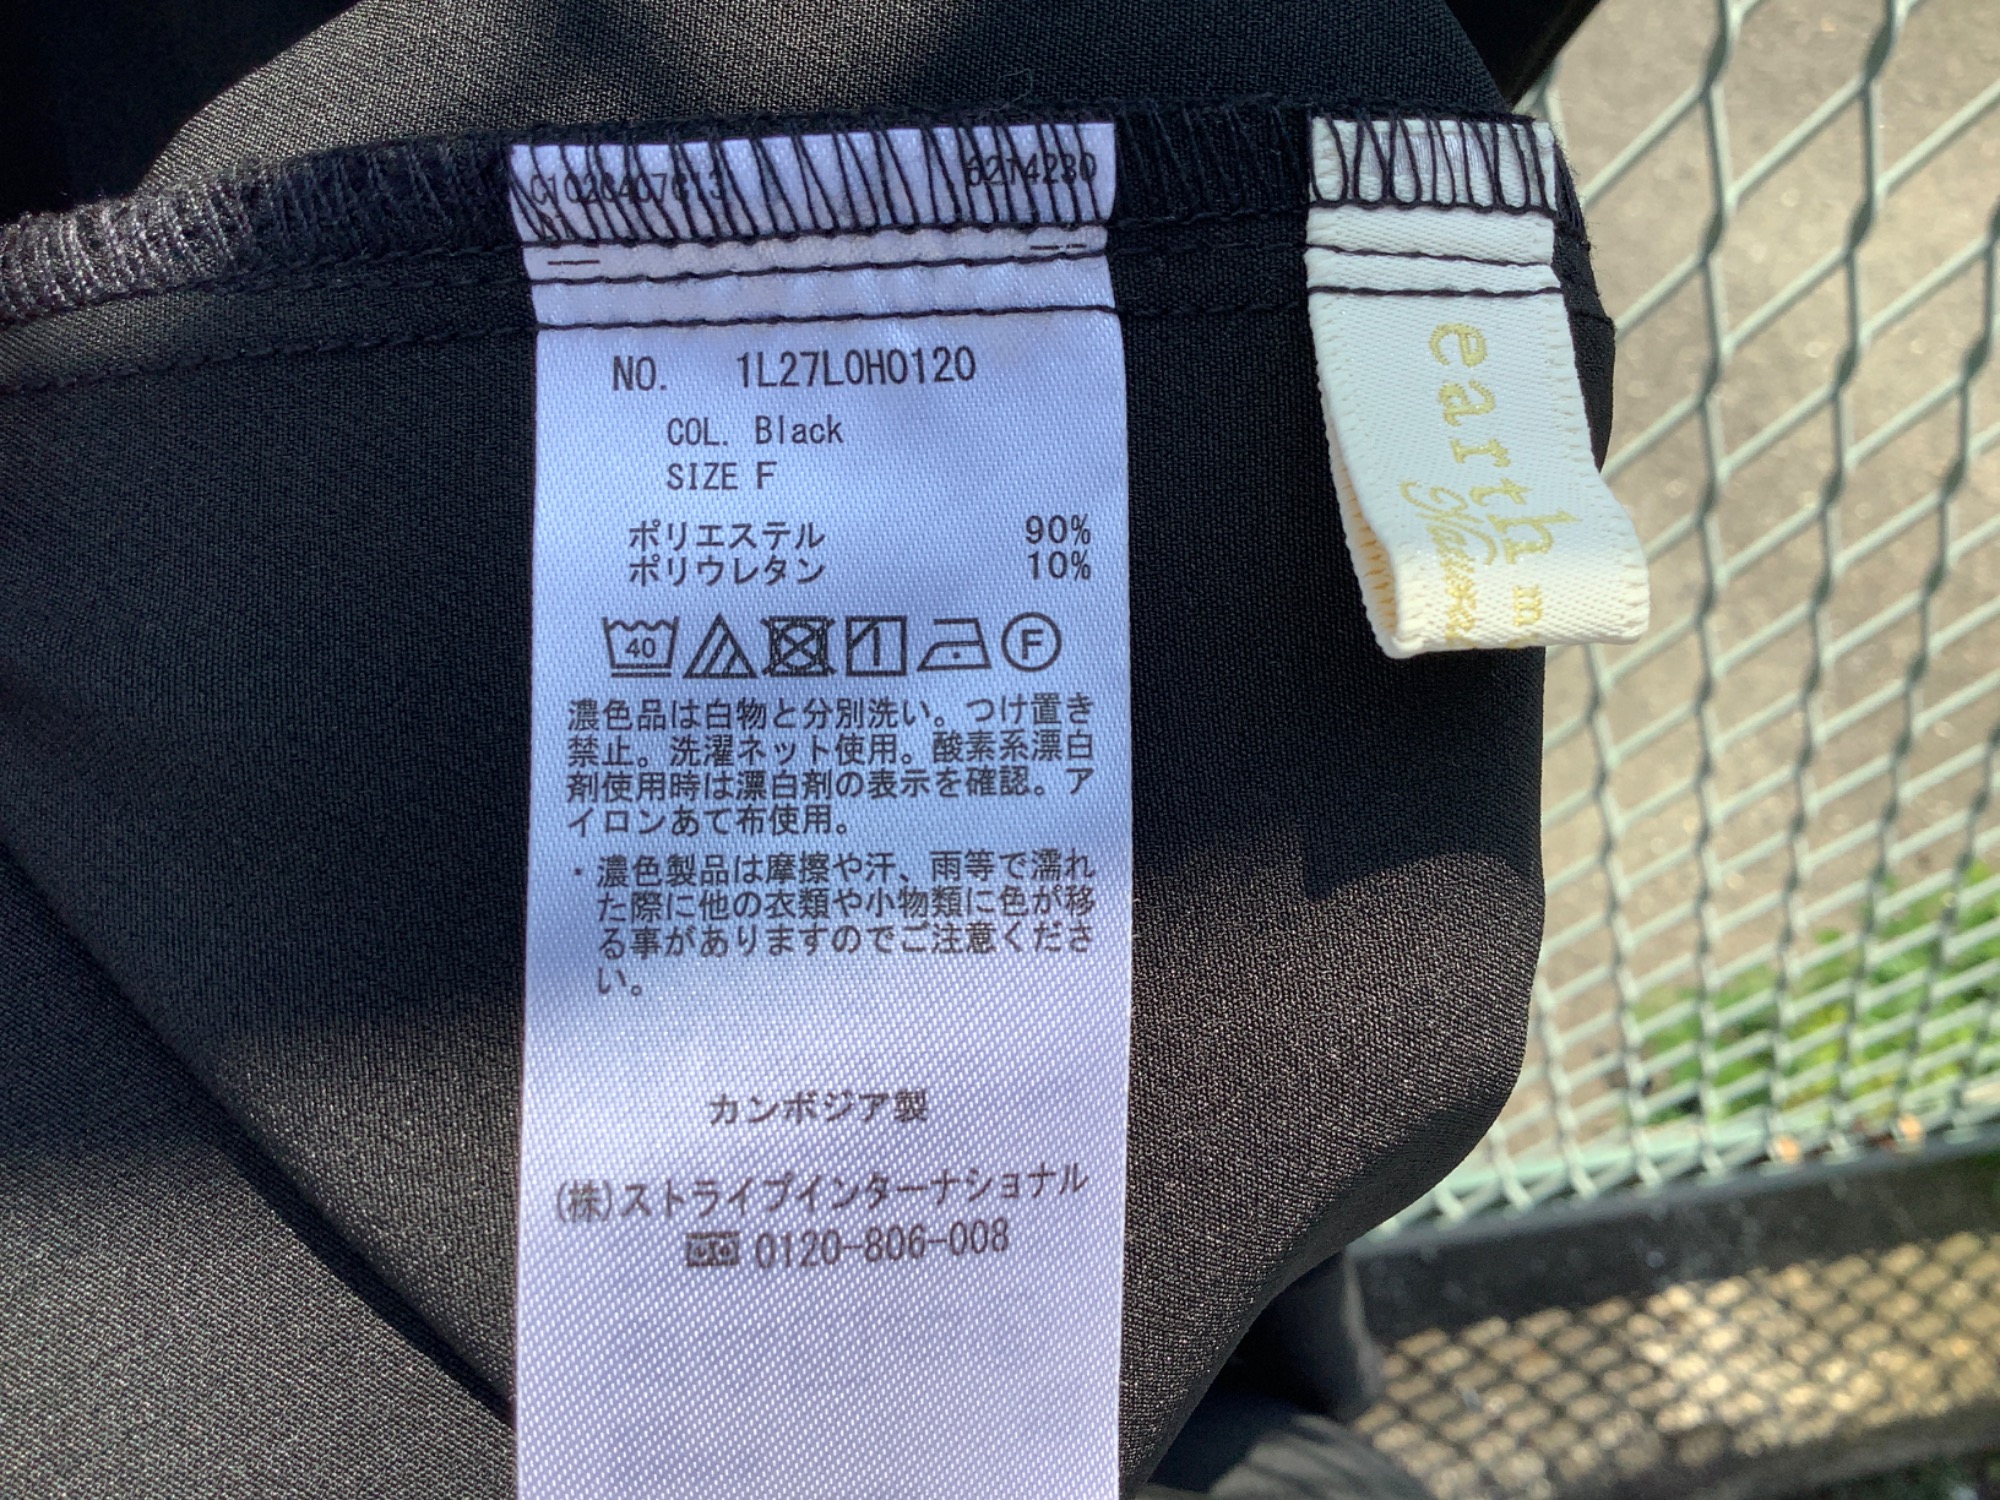 NO. 1L27L0H0120
COL. Black
SIZE F
ポリエステル 90%
ポリウレタン 10%
40
F
濃色品は白物と分別洗い。つけ置き
禁止。洗濯ネット使用。酸素系漂白
剤使用時は漂白剤の表示を確認。ア
イロンあて布使用。
・濃色製品は摩擦や汗、雨等で濡れ
た際に他の衣類や小物類に色が移
る事がありますのでご注意くださ
い。
カンボジア製
(株)ストライプインターナショナル
0120-806-008
earth